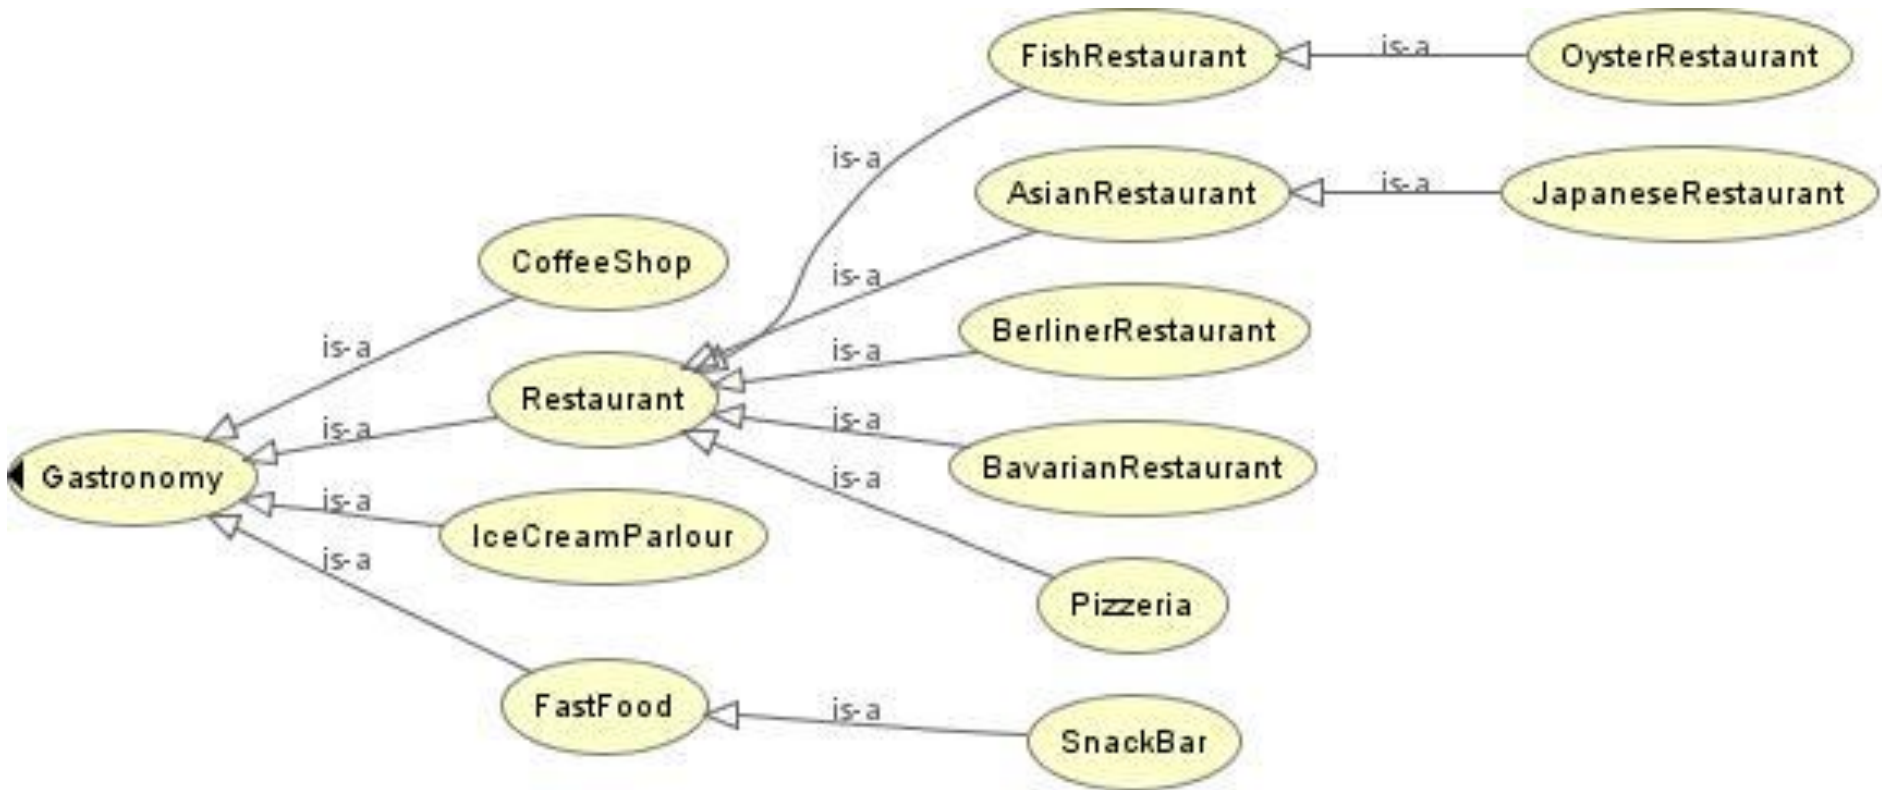 FishRestaurant
is-a
OysterRestaurant
is-a
AsianRestaurant
is-a
JapaneseRestaurant
CoffeeShop
is-a
BerlinerRestaurant
is-a
is-a
Restaurant
is-a
is-a
BavarianRestaurant
Gastronomy
is-a
is-a
IceCreamParlour
is-a
Pizzeria
FastFood
is-a
SnackBar